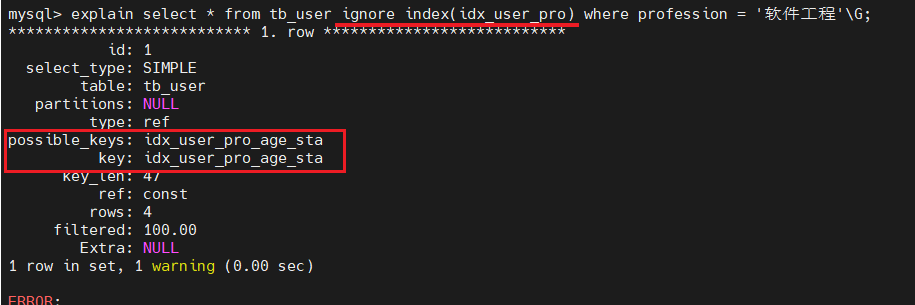 mysql> explain select * from tb_user ignore index(idx_user_pro) where profession = '软件工程'\G;
*************************** 1. row ***************************
id: 1
select_type: SIMPLE
table: tb_user
partitions: NULL
type: ref
possible_keys: idx_user_pro_age_sta
key: idx_user_pro_age_sta
key_len: 47
ref: const
rows: 4
filtered: 100.00
Extra: NULL
1 row in set, 1 warning (0.00 sec)
ERROR: